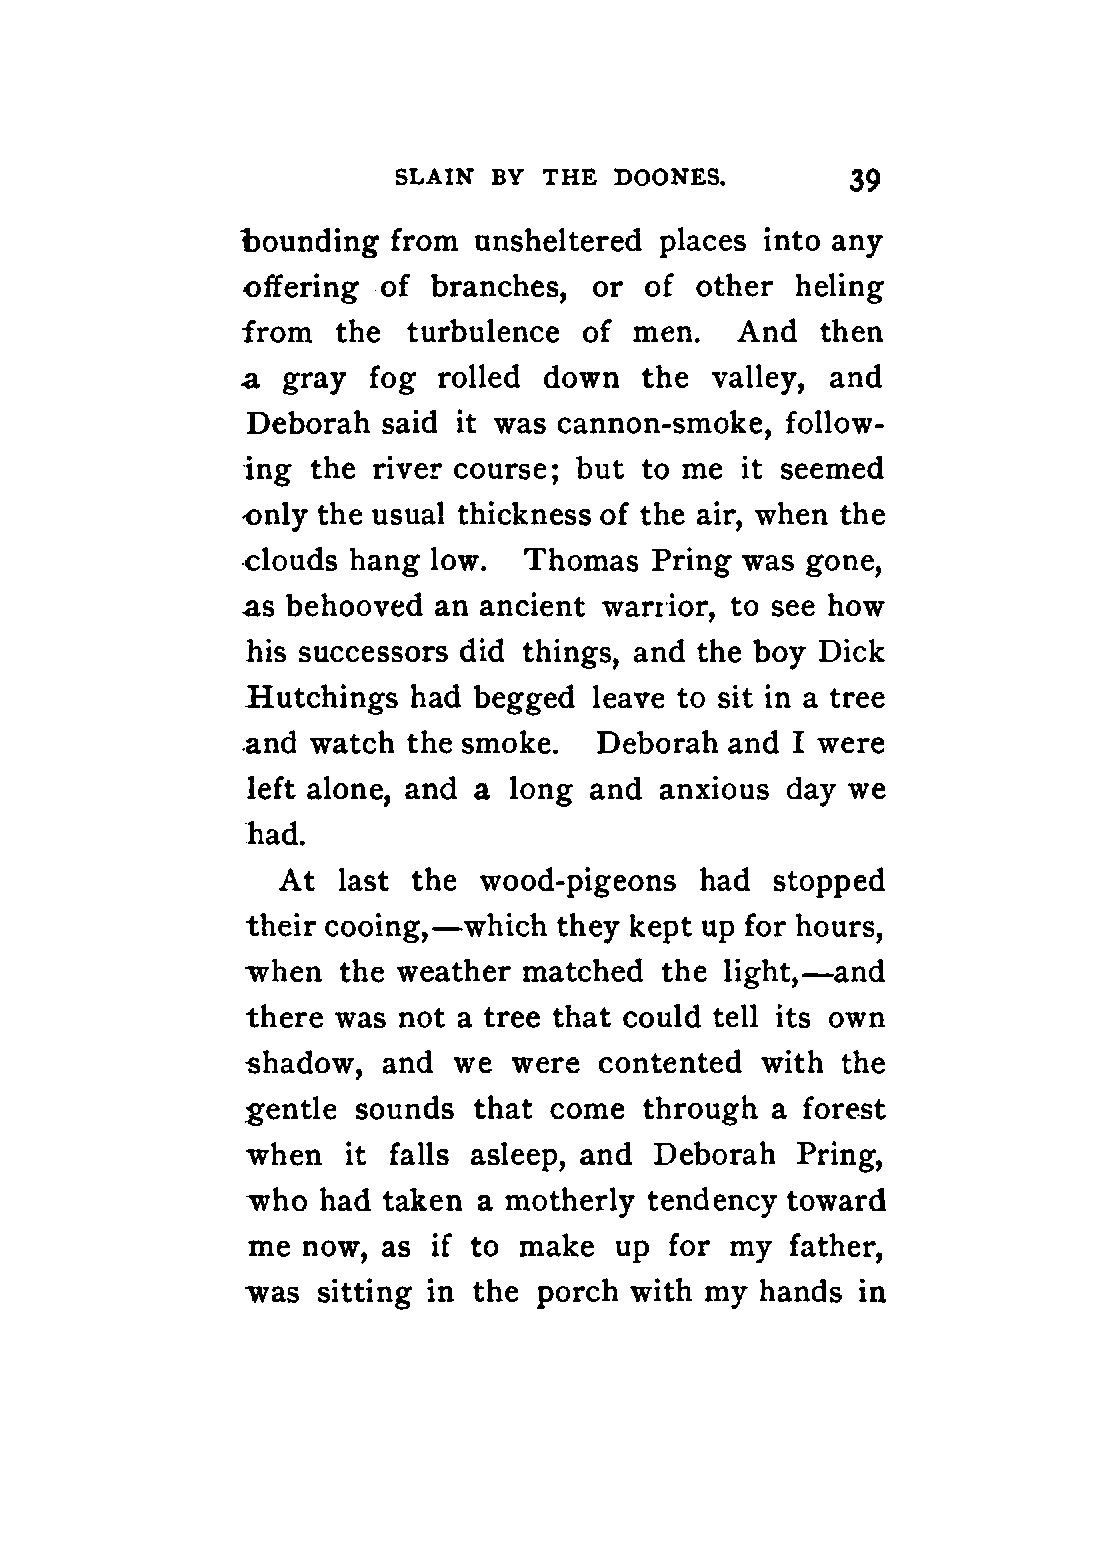 SLAIN BY THE DOONES. 39
bounding from unsheltered places into any
offering of branches, or of other heling
from the turbulence of men. And then
a gray fog rolled down the valley, and
Deborah said it was cannon-smoke, follow-
ing the river course; but to me it seemed
only the usual thickness of the air, when the
clouds hang low. Thomas Pring was gone,
as behooved an ancient warrior, to see how
his successors did things, and the boy Dick
Hutchings had begged leave to sit in a tree
and watch the smoke. Deborah and I were
left alone, and a long and anxious day we
had.
At last the wood-pigeons had stopped
their cooing,—which they kept up for hours,
when the weather matched the light,—and
there was not a tree that could tell its own
shadow, and we were contented with the
gentle sounds that come through a forest
when it falls asleep, and Deborah Pring,
who had taken a motherly tendency toward
me now, as if to make up for my father,
was sitting in the porch with my hands in